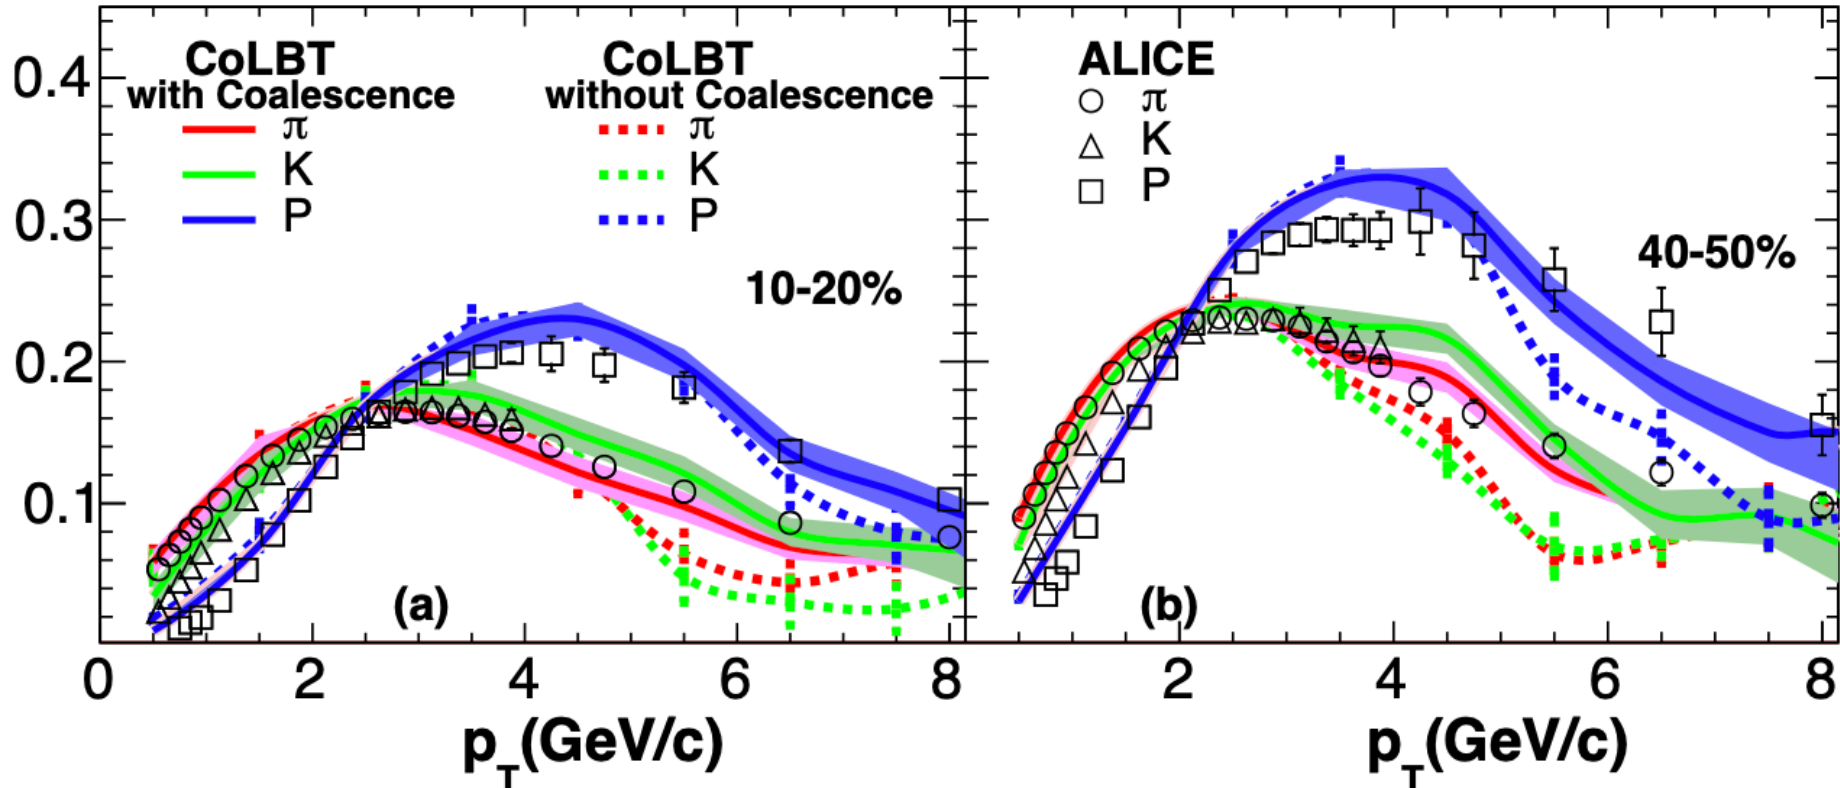 0.4
0.3
0.2
0.1
CoLBT
with Coalescence
π
K
P
CoLBT
without Coalescence
π
K
P
10-20%
(a)
0 2 4 6 8
p_T(GeV/c)
ALICE
π
K
P
40-50%
(b)
2 4 6 8
p_T(GeV/c)